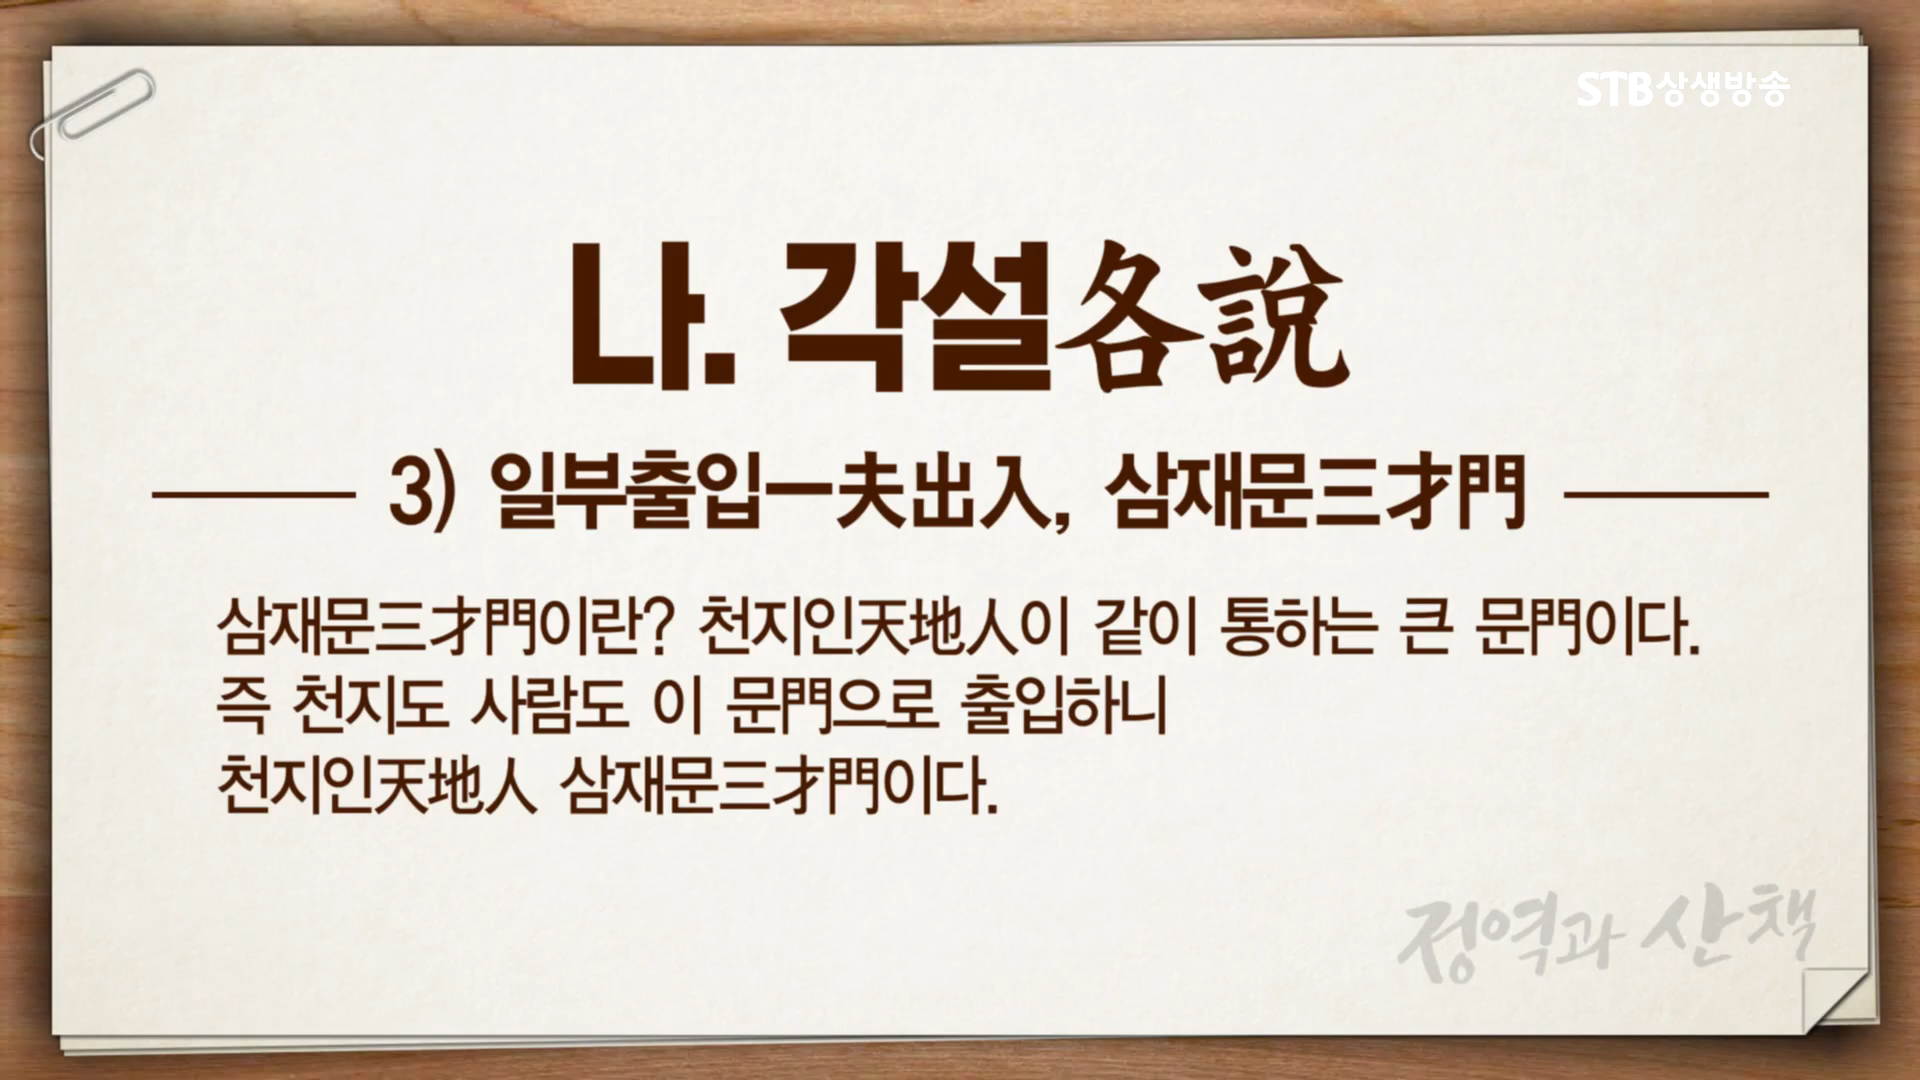 STB상생방송
나. 각설各說
3) 일부출입一夫出入, 삼재문三才門
삼재문三才門이란? 천지인天地人이 같이 통하는 큰 문門이다.
즉 천지도 사람도 이 문門으로 출입하니
천지인天地人 삼재문三才門이다.
정역과 산책